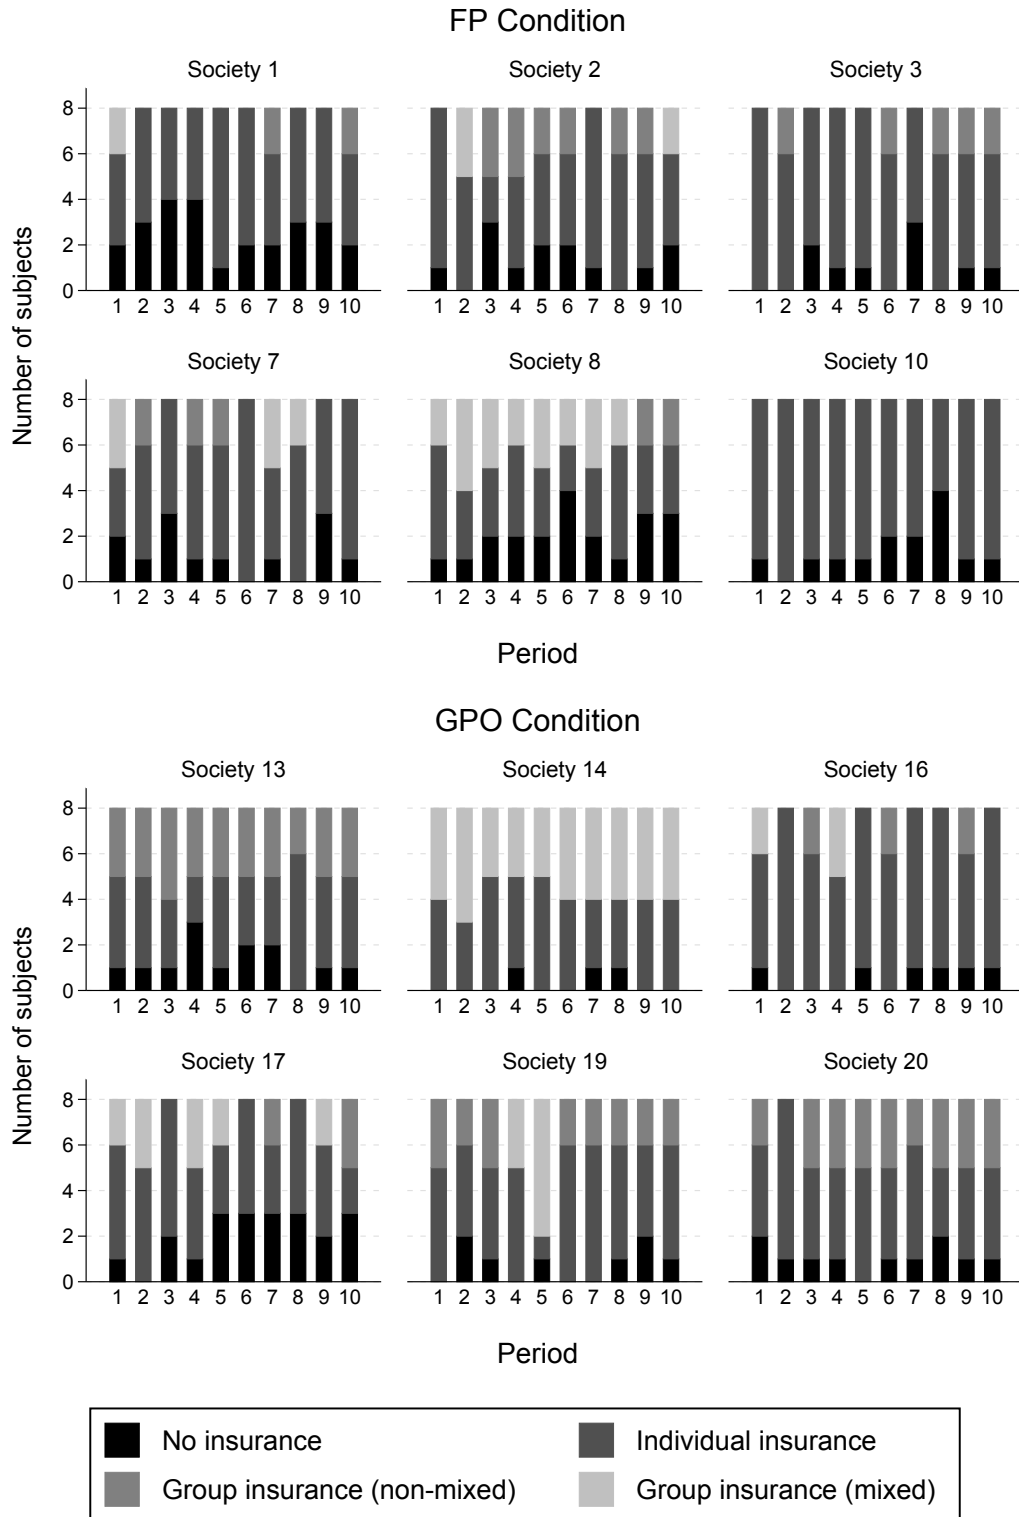 FP Condition
Society 1
Society 2
Society 3
8
6
4
2
0
1 2 3 4 5 6 7 8 9 10
1 2 3 4 5 6 7 8 9 10
1 2 3 4 5 6 7 8 9 10
Society 7
Society 8
Society 10
8
6
4
2
0
1 2 3 4 5 6 7 8 9 10
1 2 3 4 5 6 7 8 9 10
1 2 3 4 5 6 7 8 9 10
Number of subjects
Period
GPO Condition
Society 13
Society 14
Society 16
8
6
4
2
0
1 2 3 4 5 6 7 8 9 10
1 2 3 4 5 6 7 8 9 10
1 2 3 4 5 6 7 8 9 10
Society 17
Society 19
Society 20
8
6
4
2
0
1 2 3 4 5 6 7 8 9 10
1 2 3 4 5 6 7 8 9 10
1 2 3 4 5 6 7 8 9 10
Number of subjects
Period
No insurance
Individual insurance
Group insurance (non-mixed)
Group insurance (mixed)